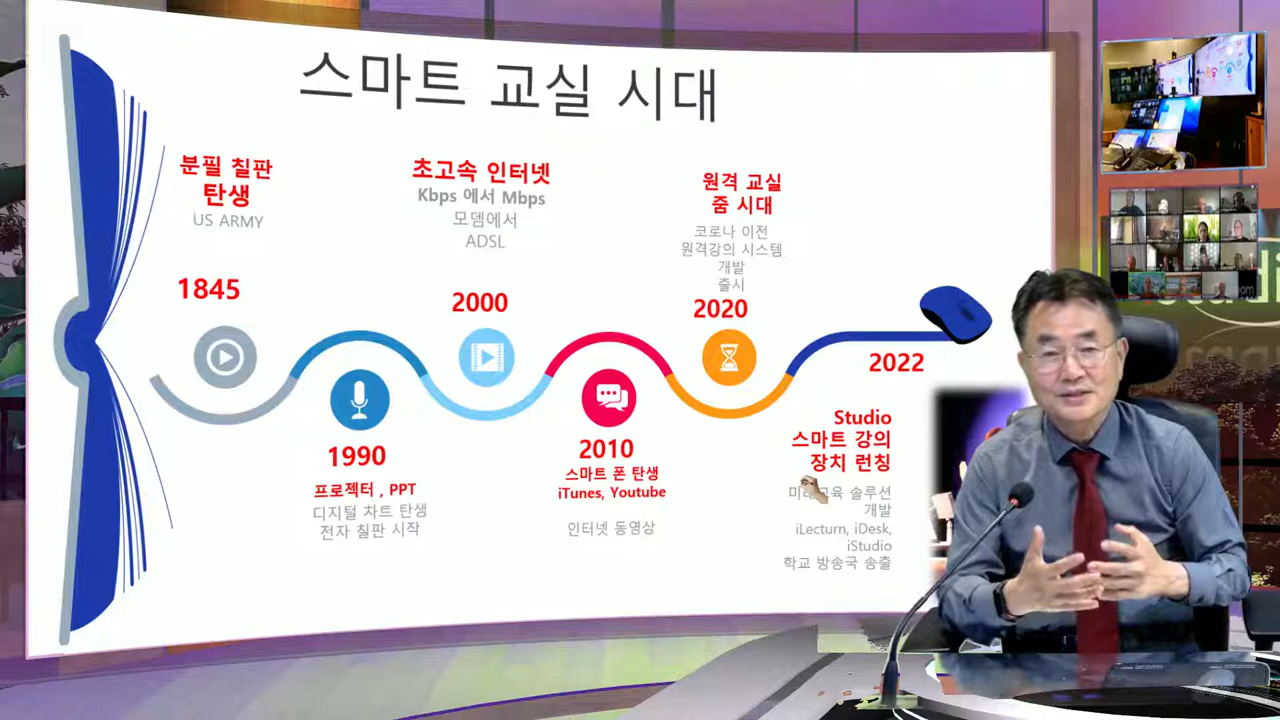 스마트 교실 시대
분필 칠판
탄생
US ARMY
1845
1990
프로젝터 , PPT
디지털 차트 탄생
전자 칠판 시작
초고속 인터넷
Kbps 에서 Mbps
모뎀에서
ADSL
2000
2010
스마트 폰 탄생
iTunes, Youtube
인터넷 동영상
원격 교실
줌 시대
코로나 이전
원격강의 시스템
개발
출시
2020
2022
Studio
스마트 강의
장치 런칭
솔루션
개발
iLecturn, iDesk,
iStudio
학교 방송국 송출